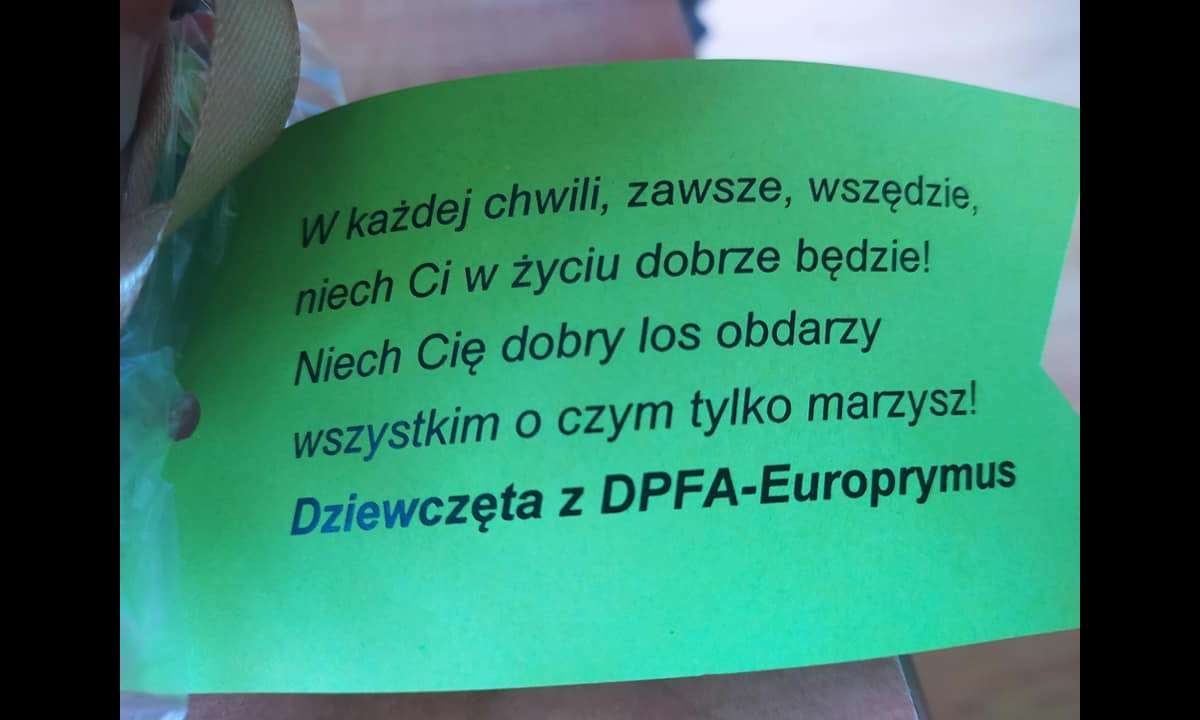 W każdej chwili, zawsze, wszędzie,
niech Ci w życiu dobrze będzie!
Niech Cię dobry los obdarzy
wszystkim o czym tylko marzysz!
Dziewczęta z DPFA-Europrymus